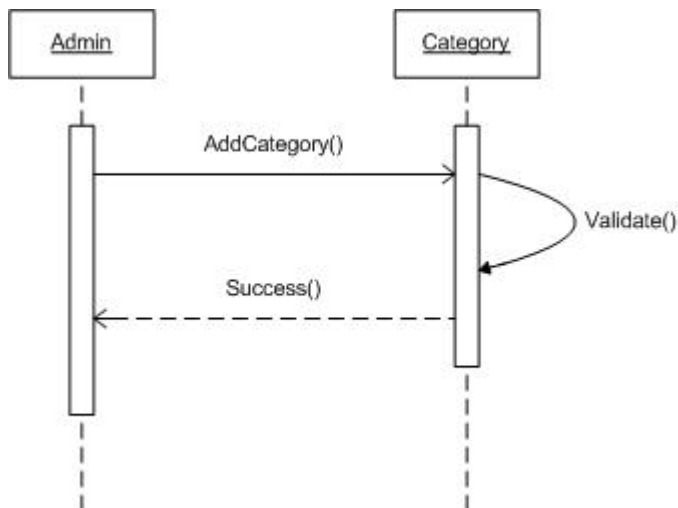 Admin
Category
AddCategory()
Validate()
Success()